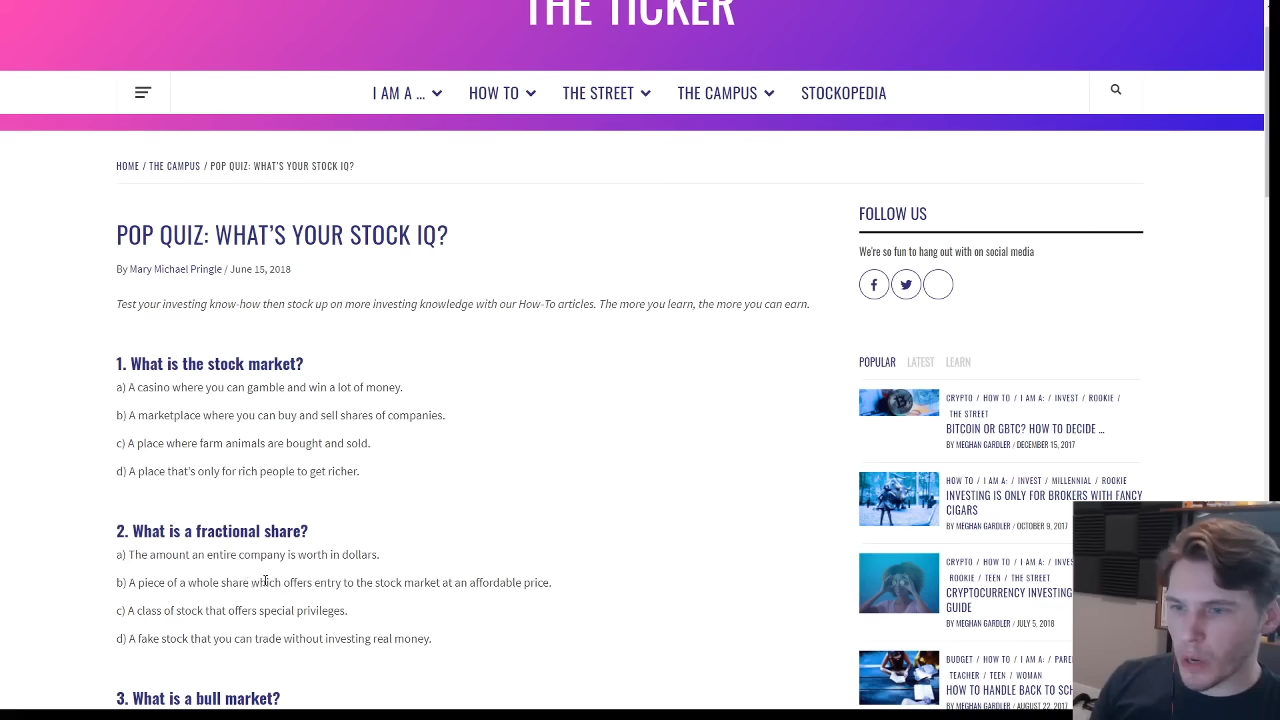 THE TICKER
I AM A ...
HOW TO
THE STREET
THE CAMPUS
STOCKOPEDIA
HOME / THE CAMPUS / POP QUIZ: WHAT'S YOUR STOCK IQ?
POP QUIZ: WHAT'S YOUR STOCK IQ?
By Mary Michael Pringle / June 15, 2018
Test your investing know-how then stock up on more investing knowledge with our How-To articles. The more you learn, the more you can earn.
1. What is the stock market?
a) A casino where you can gamble and win a lot of money.
b) A marketplace where you can buy and sell shares of companies.
c) A place where farm animals are bought and sold.
d) A place that's only for rich people to get richer.
2. What is a fractional share?
a) The amount an entire company is worth in dollars.
b) A piece of a whole share which offers entry to the stock market at an affordable price.
c) A class of stock that offers special privileges.
d) A fake stock that you can trade without investing real money.
3. What is a bull market?
FOLLOW US
We're so fun to hang out with on social media
POPULAR
LATEST
LEARN
CRYPTO / HOW TO / I AM A: / INVEST / ROOKIE /
THE STREET
BITCOIN OR GBTC? HOW TO DECIDE ...
BY MEGHAN GARDLER / DECEMBER 15, 2017
HOW TO / I AM A: / INVEST / MILLENNIAL / ROOKIE
INVESTING IS ONLY FOR BROKERS WITH FANCY
CIGARS
BY MEGHAN GARDLER / OCTOBER 9, 2017
CRYPTO / HOW TO / I AM A: / INVES
ROOKIE / TEEN / THE STREET
CRYPTOCURRENCY INVESTING
GUIDE
BY MEGHAN GARDLER / JULY 5, 2018
BUDGET / HOW TO / I AM A: / PARE
TEACHER / TEEN / WOMAN
HOW TO HANDLE BACK TO SCH
BY MEGHAN GARDLER / AUGUST 22, 2017